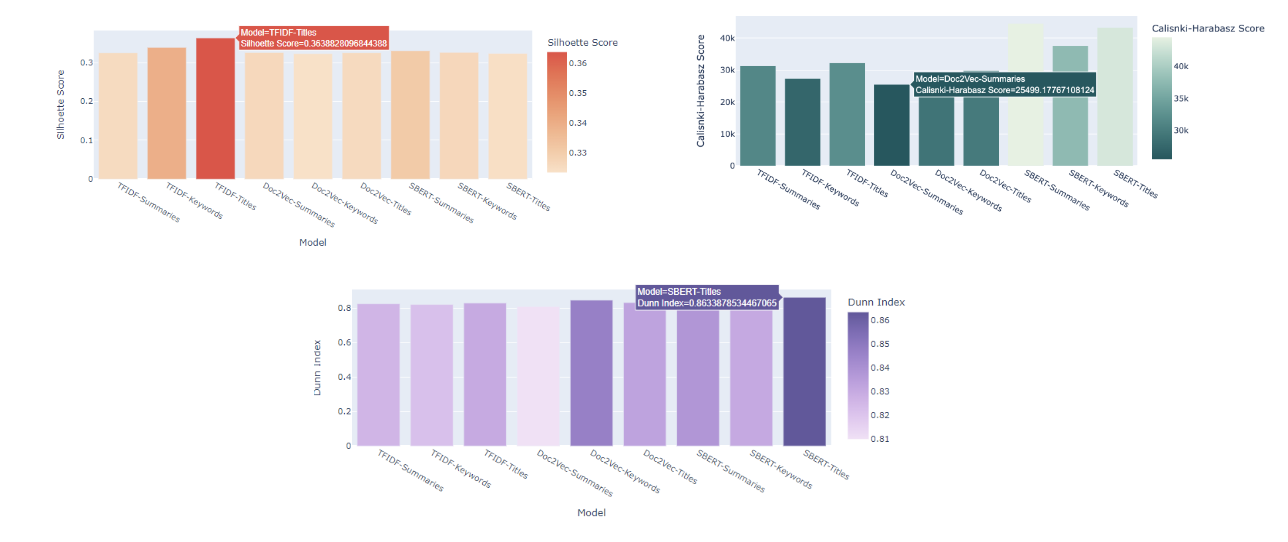 Model=TFIDF-Titles
Silhoette Score=0.3638828096844388
Silhoette Score
0.3
0.2
0.1
0
Silhoette Score
0.36
0.35
0.34
0.33
TFIDF-Summaries
TFIDF-Keywords
TFIDF-Titles
Doc2Vec-Summaries
Doc2Vec-Keywords
Doc2Vec-Titles
SBERT-Summaries
SBERT-Keywords
SBERT-Titles
Model
Calisnki-Harabasz Score
40k
30k
20k
10k
0
Model=Doc2Vec-Summaries
Calisnki-Harabasz Score=25499.17767108124
Calisnki-Harabasz Score
40k
35k
30k
TFIDF-Summaries
TFIDF-Keywords
TFIDF-Titles
Doc2Vec-Summaries
Doc2Vec-Keywords
Doc2Vec-Titles
SBERT-Summaries
SBERT-Keywords
SBERT-Titles
Model=SBERT-Titles
Dunn Index=0.8633878534467065
Dunn Index
0.8
0.6
0.4
0.2
0
Dunn Index
0.86
0.85
0.84
0.83
0.82
0.81
TFIDF-Summaries
TFIDF-Keywords
TFIDF-Titles
Doc2Vec-Summaries
Doc2Vec-Keywords
Doc2Vec-Titles
SBERT-Summaries
SBERT-Keywords
SBERT-Titles
Model